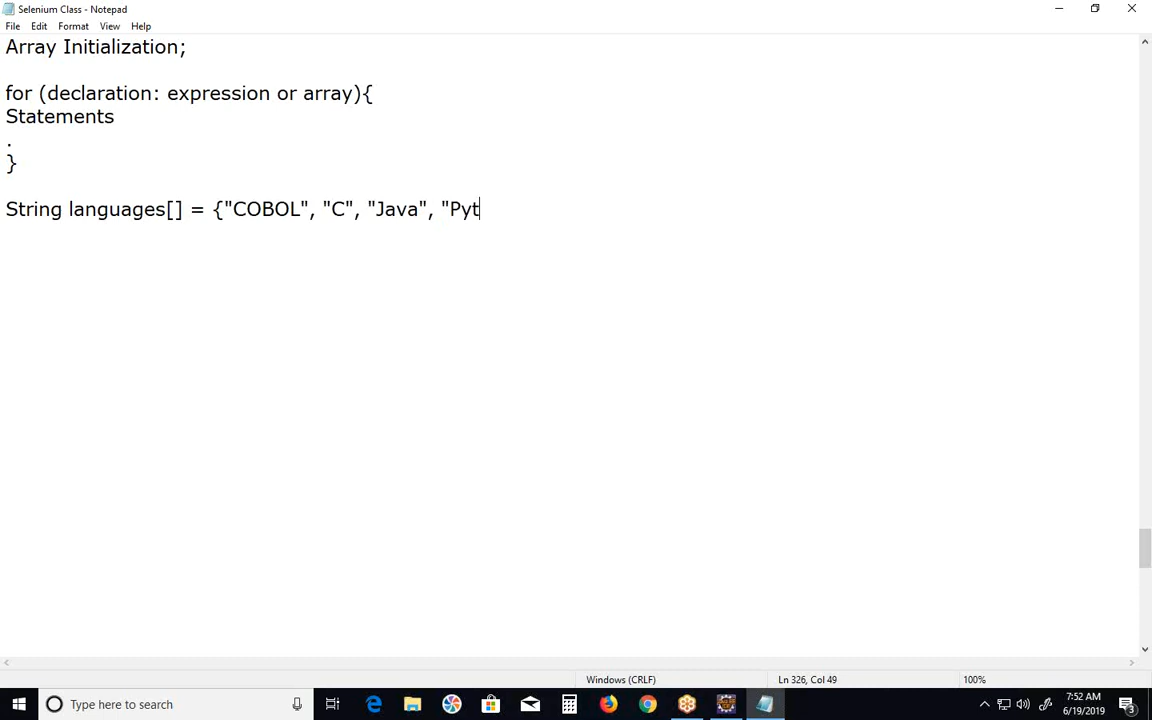 Selenium Class - Notepad
File Edit Format View Help
Array Initialization;
for (declaration: expression or array){
Statements
.
}
String languages[] = {"COBOL", "C", "Java", "Pyt
Windows (CRLF) Ln 326, Col 49 100%
Type here to search
7:52 AM
6/19/2019
3